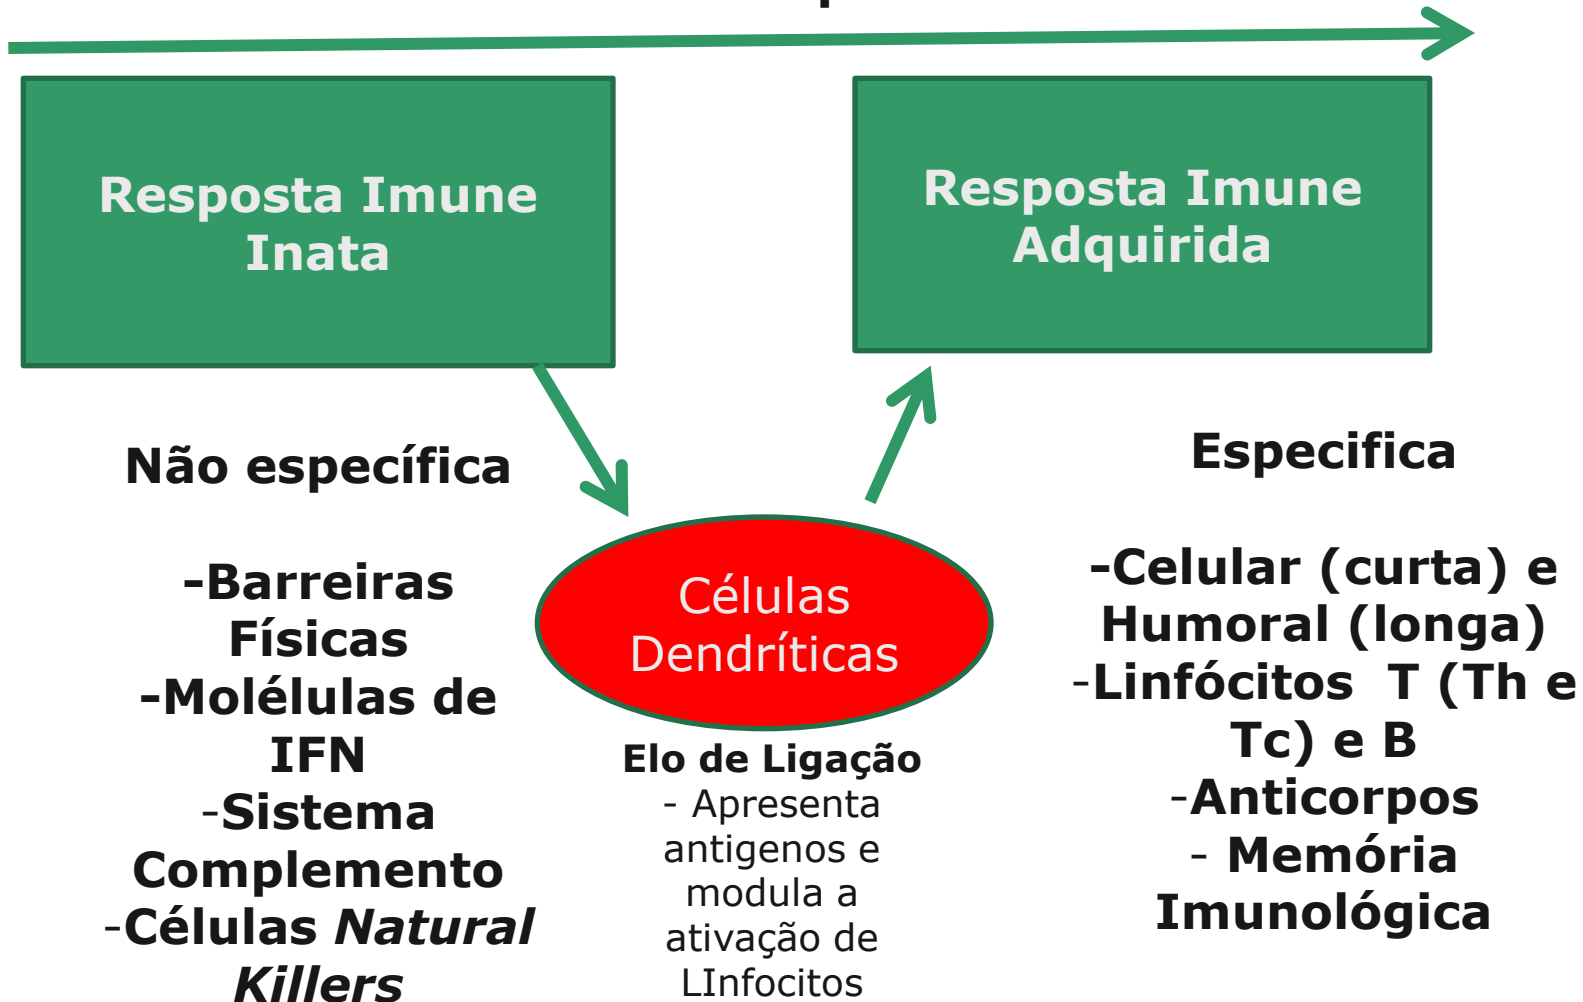 Resposta Imune
Inata
Resposta Imune
Adquirida
Não específica
-Barreiras
Físicas
-Molélulas de
IFN
-Sistema
Complemento
-Células Natural
Killers
Células
Dendríticas
Elo de Ligação
- Apresenta
antigenos e
modula a
ativação de
LInfocitos
Especifica
-Celular (curta) e
Humoral (longa)
-Linfócitos T (Th e
Tc) e B
-Anticorpos
- Memória
Imunológica